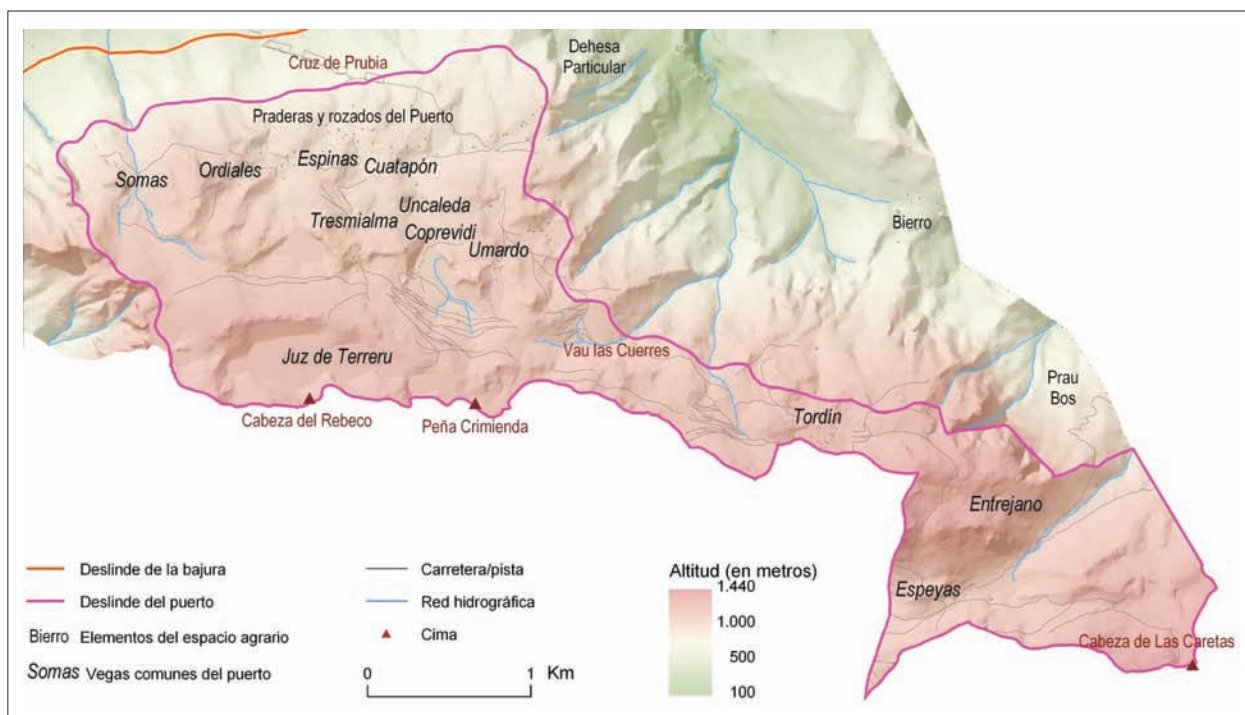 Cruz de Prubia
Dehesa
Particular
Praderas y rozados del Puerto
Somas
Ordiales
Espinas
Cuatapón
Tresmialma
Uncaleda
Coprevidi
Umardo
Bierro
Juz de Terreru
Vau las Cuerres
Cabeza del Rebeco
Peña Crimienda
Tordín
Prau
Bos
Entrejano
Espeyas
Cabeza de Las Caretas
Deslinde de la bajura
Deslinde del puerto
Bierro Elementos del espacio agrario
Somas Vegas comunes del puerto
Carretera/pista
Red hidrográfica
Cima
0 1 Km
Altitud (en metros)
1.440
1.000
500
100